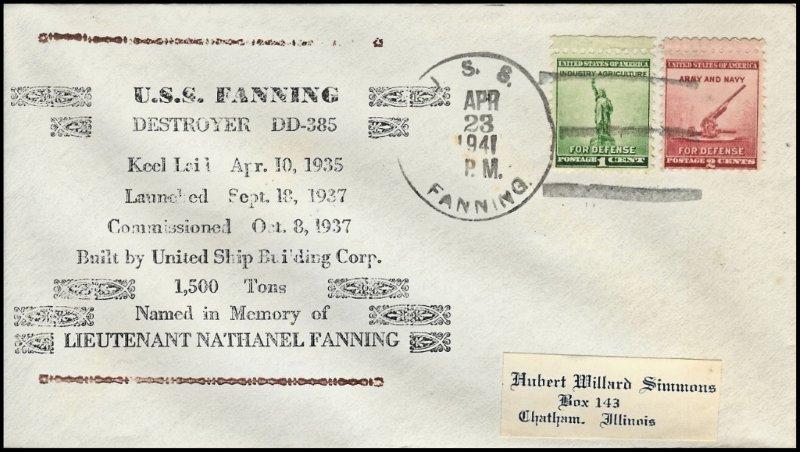 U.S.S. FANNING
DESTROYER DD-385
Keel Laid Apr. 10, 1935
Launched Sept. 18, 1937
Commissioned Oct. 8, 1937
Built by United Ship Building Corp.
1,500 Tons
Named in Memory of
LIEUTENANT NATHANEL FANNING
U. S. S.
APR
23
1941
P.M.
FANNING
UNITED STATES OF AMERICA
INDUSTRY AGRICULTURE
FOR DEFENSE
POSTAGE 1 CENT
UNITED STATES OF AMERICA
ARMY AND NAVY
FOR DEFENSE
POSTAGE 2 CENTS
Hubert Willard Simmons
Box 143
Chatham, Illinois